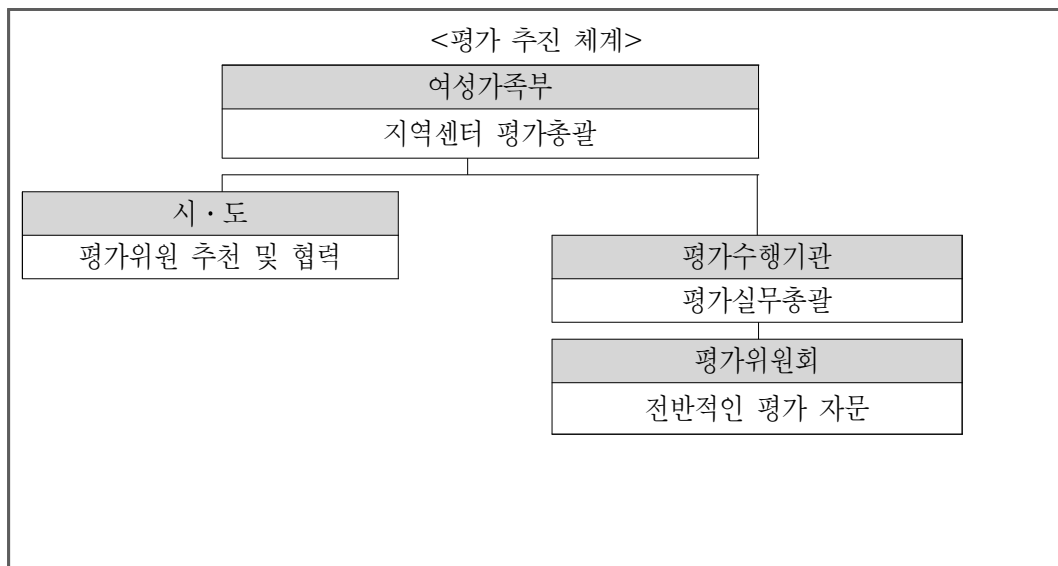 <평가 추진 체계>
여성가족부
지역센터 평가총괄
시・도
평가위원 추천 및 협력
평가수행기관
평가실무총괄
평가위원회
전반적인 평가 자문